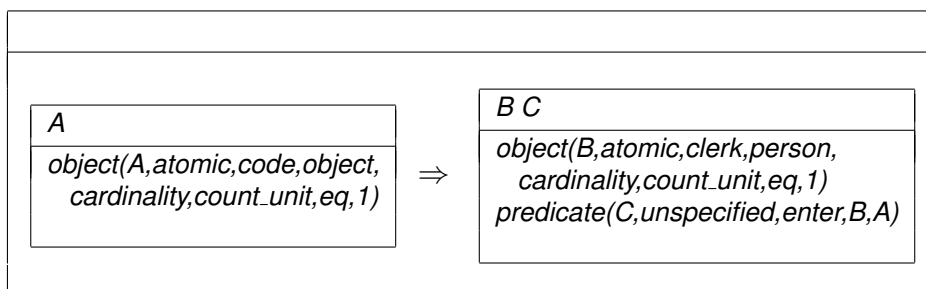 A
object(A,atomic,code,object,
cardinality,count_unit,eq,1)
⇒
B C
object(B,atomic,clerk,person,
cardinality,count_unit,eq,1)
predicate(C,unspecified,enter,B,A)